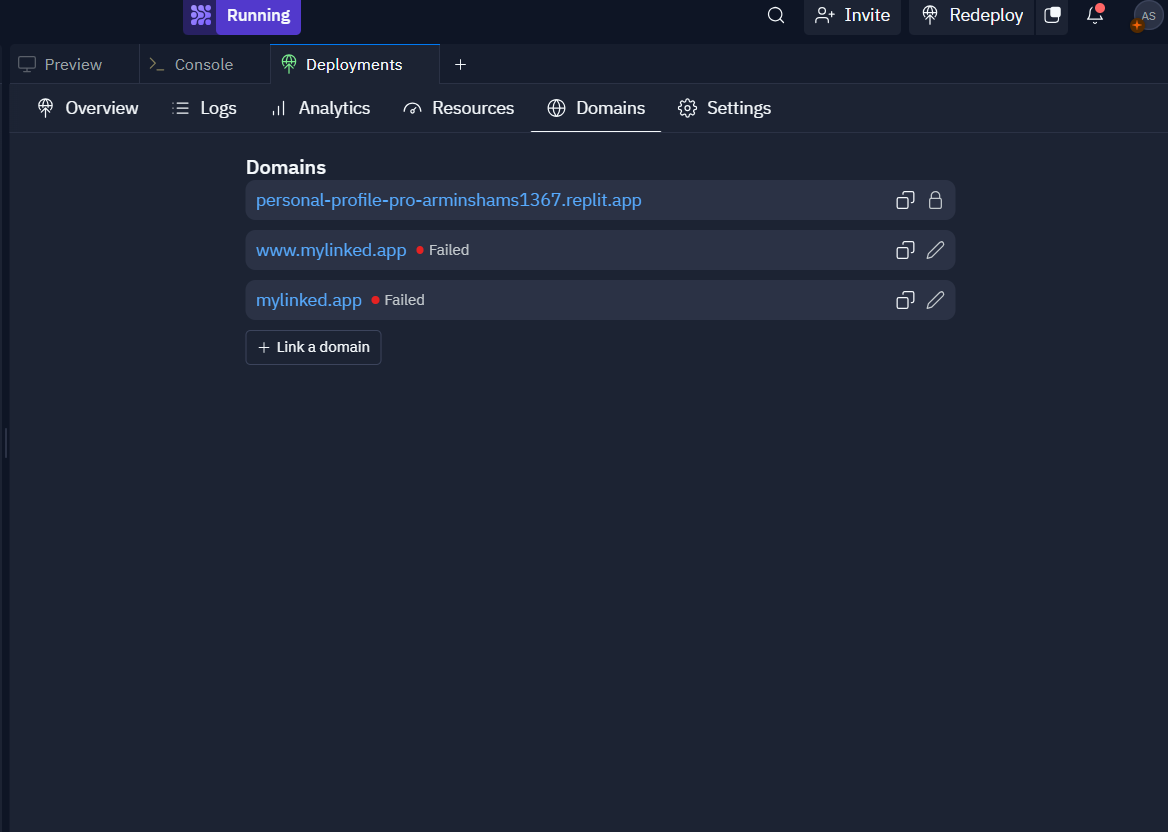 Running
Invite
Redeploy
AS
Preview
Console
Deployments
Overview
Logs
Analytics
Resources
Domains
Settings
Domains
personal-profile-pro-arminshams1367.replit.app
www.mylinked.app Failed
mylinked.app Failed
+ Link a domain